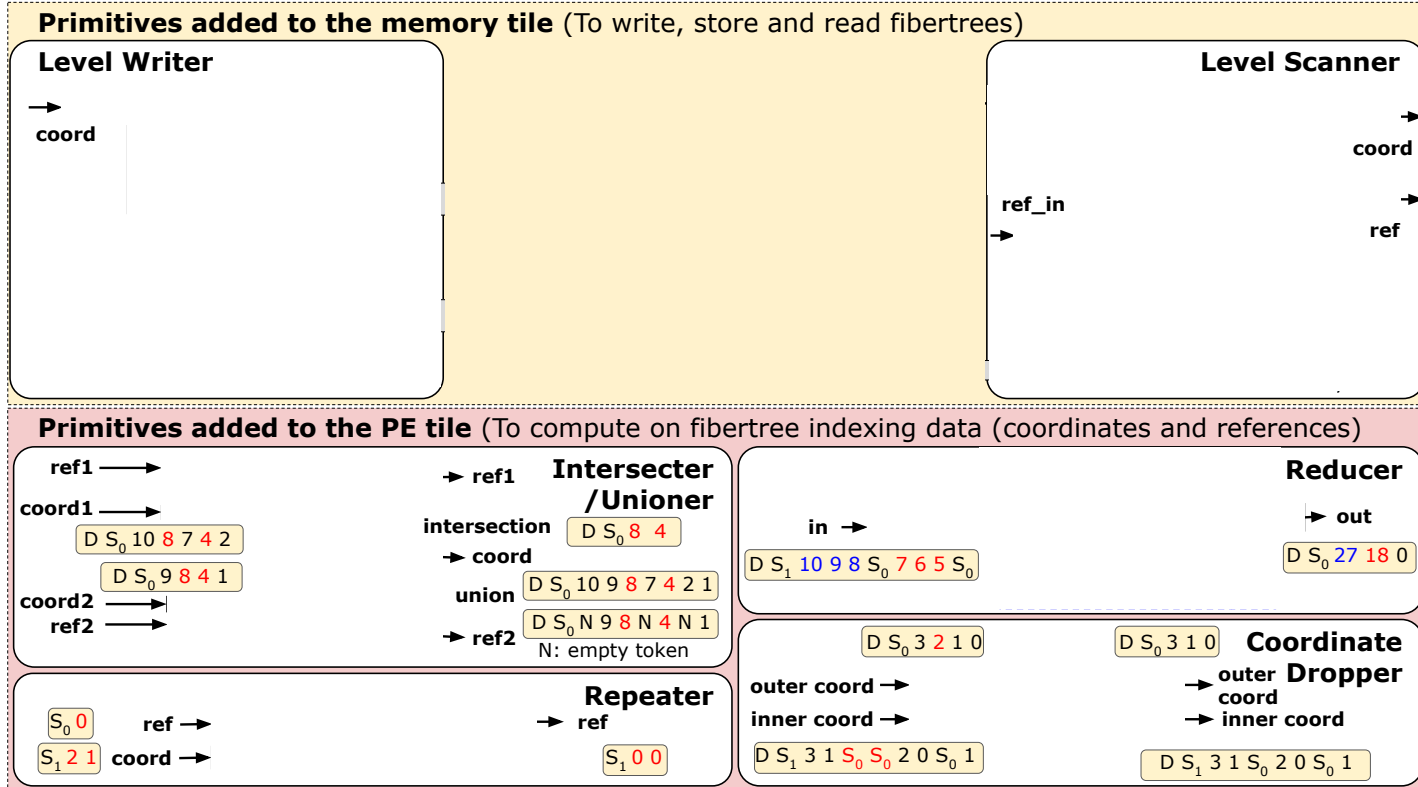 Primitives added to the memory tile (To write, store and read fibertrees)
Level Writer
coord
Level Scanner
coord
ref_in
ref
Primitives added to the PE tile (To compute on fibertree indexing data (coordinates and references)
ref1
ref1
Intersecter
/Unioner
coord1
intersection
D S0 8 4
D S0 10 8 7 4 2
coord
D S0 9 8 4 1
union
D S0 10 9 8 7 4 2 1
coord2
ref2
D S0 N 9 8 N 4 N 1
ref2
N: empty token
Reducer
in
out
D S1 10 9 8 S0 7 6 5 S0
D S0 27 18 0
Repeater
S0 0
ref
ref
S1 2 1
coord
S1 0 0
Coordinate
Dropper
D S0 3 2 1 0
D S0 3 1 0
outer coord
outer
coord
inner coord
inner coord
D S1 3 1 S0 S0 2 0 S0 1
D S1 3 1 S0 2 0 S0 1